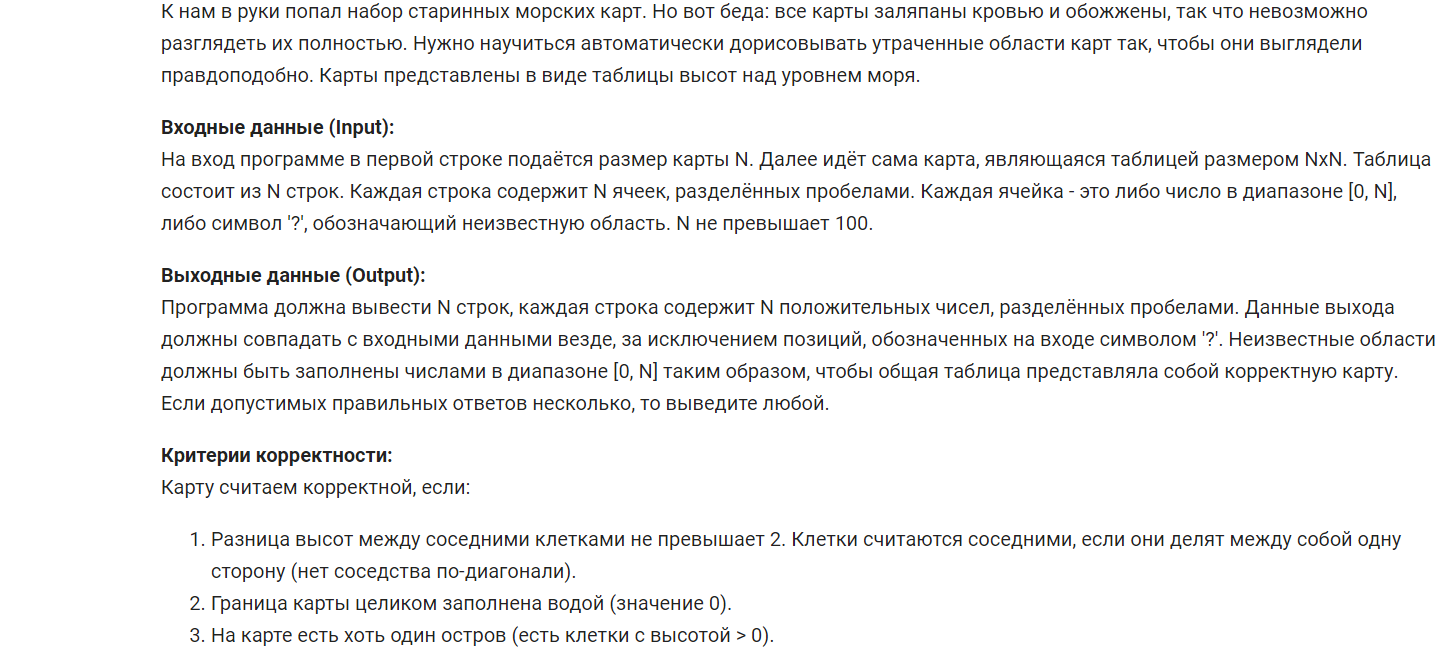 К нам в руки попал набор старинных морских карт. Но вот беда: все карты заляпаны кровью и обожжены, так что невозможно
разглядеть их полностью. Нужно научиться автоматически дорисовывать утраченные области карт так, чтобы они выглядели
правдоподобно. Карты представлены в виде таблицы высот над уровнем моря.
Входные данные (Input):
На вход программе в первой строке подаётся размер карты N. Далее идёт сама карта, являющаяся таблицей размером NxN. Таблица
состоит из N строк. Каждая строка содержит N ячеек, разделённых пробелами. Каждая ячейка - это либо число в диапазоне [0, N],
либо символ '?', обозначающий неизвестную область. N не превышает 100.
Выходные данные (Output):
Программа должна вывести N строк, каждая строка содержит N положительных чисел, разделённых пробелами. Данные выхода
должны совпадать с входными данными везде, за исключением позиций, обозначенных на входе символом '?'. Неизвестные области
должны быть заполнены числами в диапазоне [0, N] таким образом, чтобы общая таблица представляла собой корректную карту.
Если допустимых правильных ответов несколько, то выведите любой.
Критерии корректности:
Карту считаем корректной, если:
1. Разница высот между соседними клетками не превышает 2. Клетки считаются соседними, если они делят между собой одну
сторону (нет соседства по-диагонали).
2. Граница карты целиком заполнена водой (значение 0).
3. На карте есть хоть один остров (есть клетки с высотой > 0).